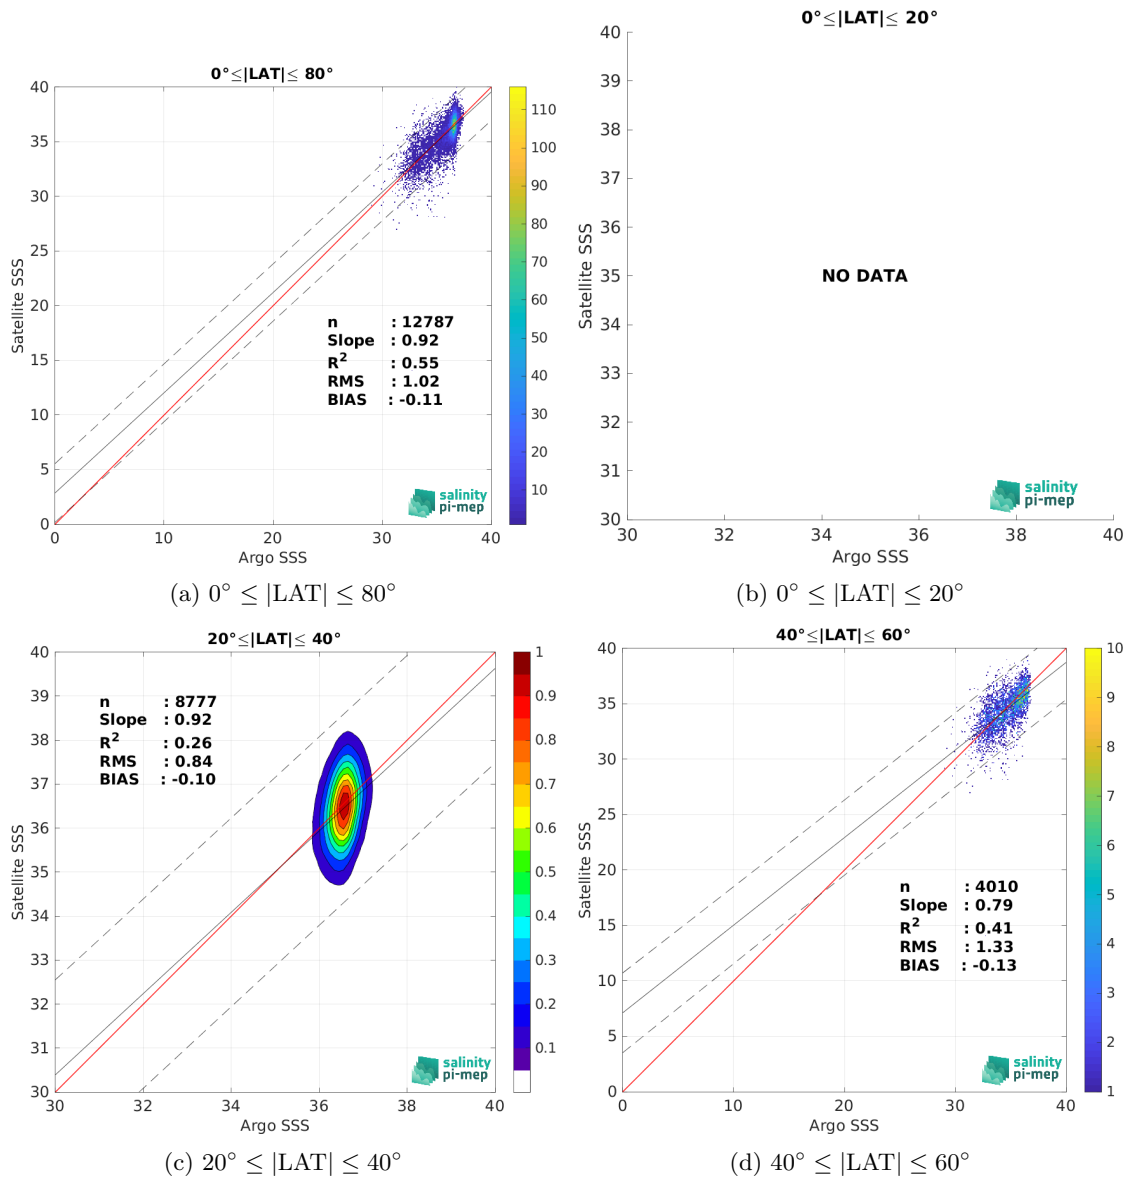 0°≤|LAT|≤ 80°
40
35
30
25
20
15
10
5
0
0
10
20
30
40
Satellite SSS
Argo SSS
n : 12787
Slope : 0.92
R² : 0.55
RMS : 1.02
BIAS : -0.11
salinity
pi-mep
110
100
90
80
70
60
50
40
30
20
10
(a) 0° ≤ |LAT| ≤ 80°
0°≤|LAT|≤ 20°
40
39
38
37
36
35
34
33
32
31
30
30
32
34
36
38
40
Satellite SSS
Argo SSS
NO DATA
salinity
pi-mep
(b) 0° ≤ |LAT| ≤ 20°
20°≤|LAT|≤ 40°
40
39
38
37
36
35
34
33
32
31
30
30
32
34
36
38
40
Satellite SSS
Argo SSS
n : 8777
Slope : 0.92
R² : 0.26
RMS : 0.84
BIAS : -0.10
salinity
pi-mep
1
0.9
0.8
0.7
0.6
0.5
0.4
0.3
0.2
0.1
(c) 20° ≤ |LAT| ≤ 40°
40°≤|LAT|≤ 60°
40
35
30
25
20
15
10
5
0
0
10
20
30
40
Satellite SSS
Argo SSS
n : 4010
Slope : 0.79
R² : 0.41
RMS : 1.33
BIAS : -0.13
salinity
pi-mep
10
9
8
7
6
5
4
3
2
1
(d) 40° ≤ |LAT| ≤ 60°